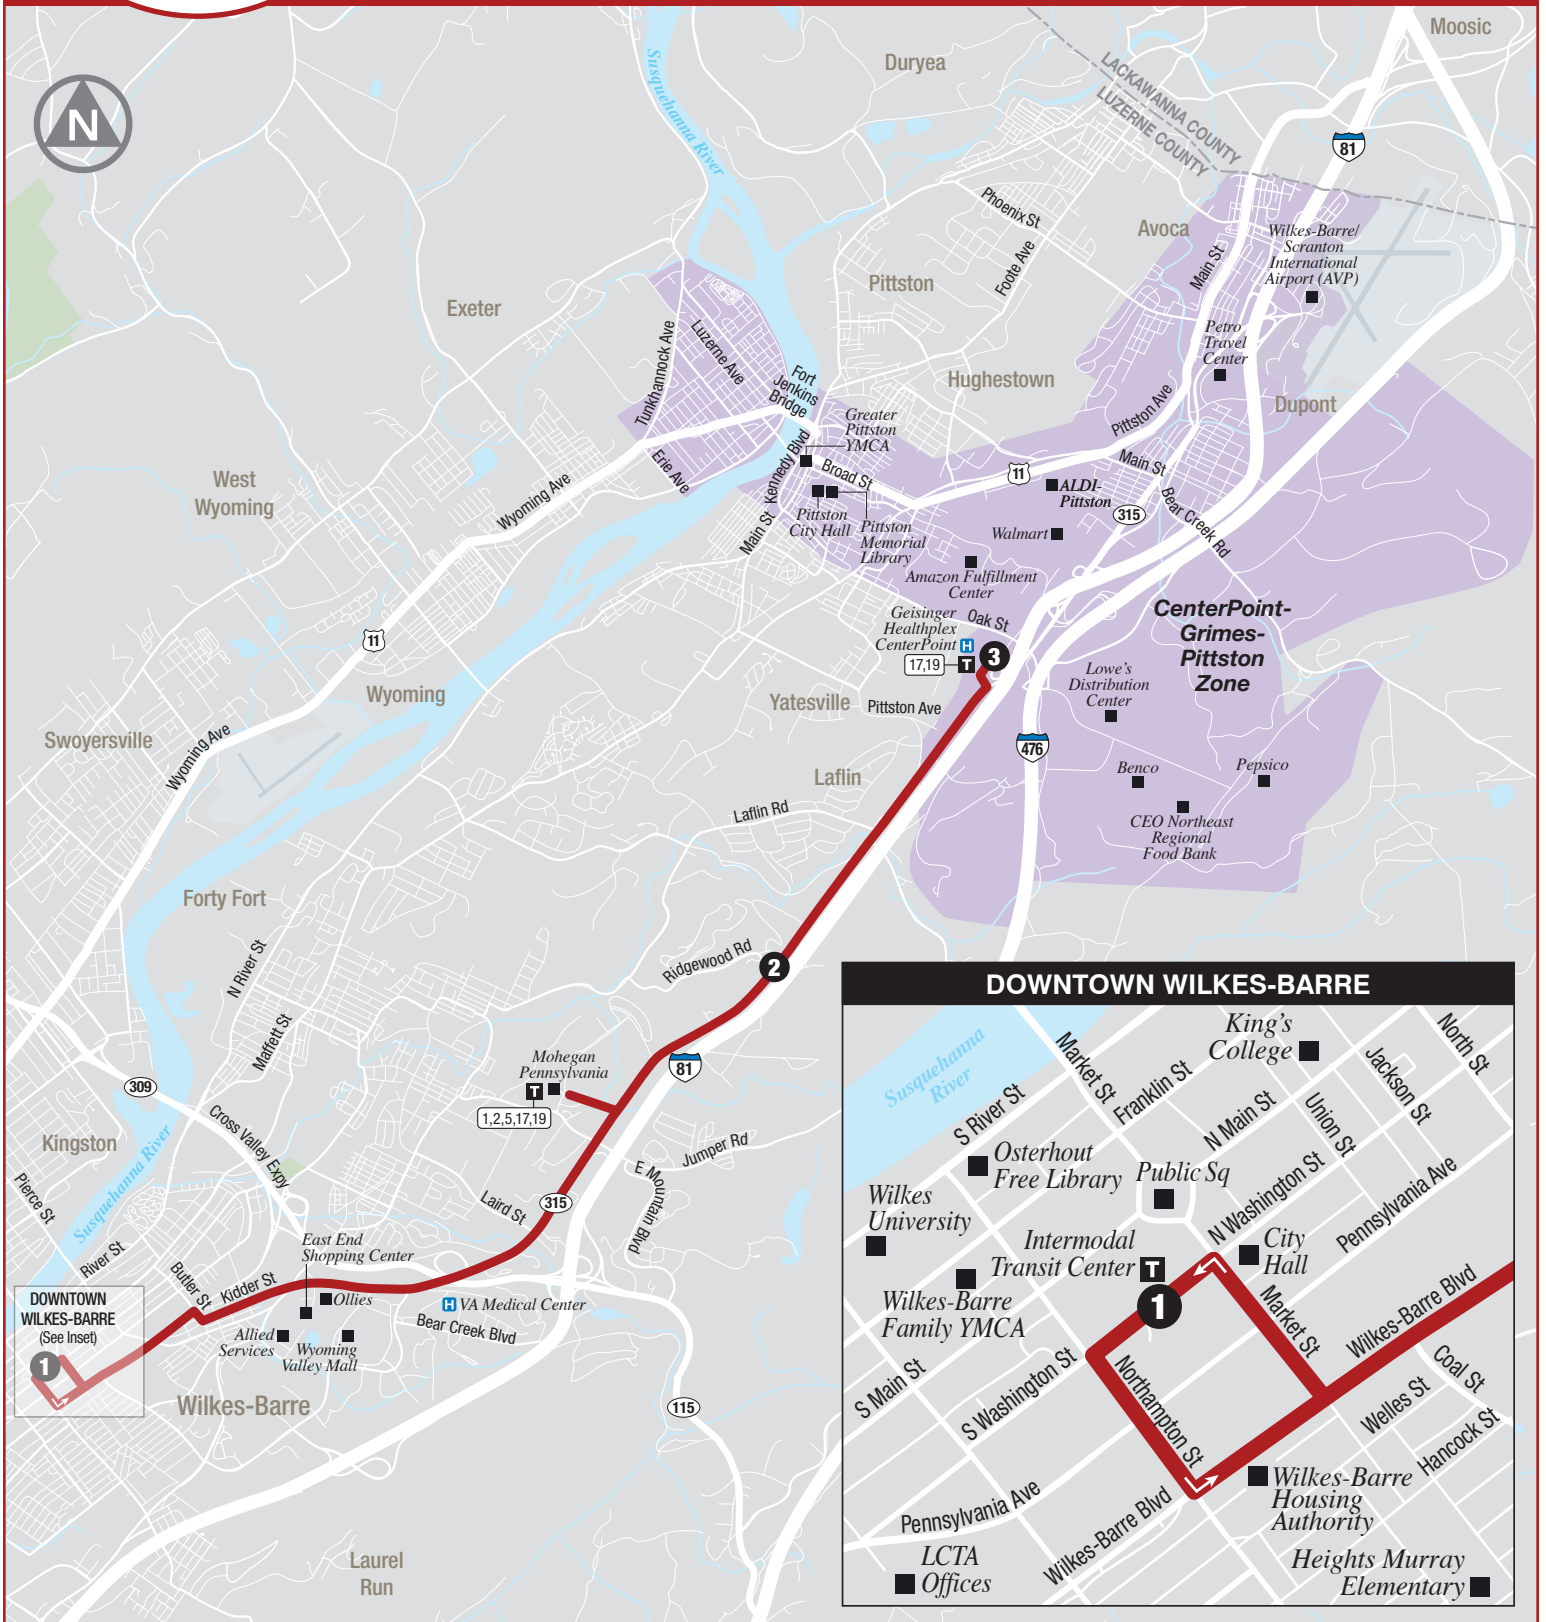 Moosic
Duryea
LACKAWANNA COUNTY
LUZERNE COUNTY
N
Susquehanna River
81
Phoenix St
Avoca
Wilkes-Barre/
Scranton
International
Airport (AVP)
Main St
Foote Ave
Pittston
Exeter
Petro
Travel
Center
Tunkhannock Ave
Luzerne Ave
Fort
Jenkins
Bridge
Hughestown
Dupont
Pittston Ave
Greater
Pittston
YMCA
Kennedy Blvd
Broad St
Erie Ave
Main St
11
ALDI-
Pittston
315
Bear Creek Rd
West
Wyoming
Wyoming Ave
Main St
Pittston
City Hall
Pittston
Memorial
Library
Walmart
Amazon Fulfillment
Center
Oak St
Geisinger
Healthplex
CenterPoint
H
17,19
T
3
CenterPoint-
Grimes-
Pittston
Zone
11
Wyoming
Lowe's
Distribution
Center
Yatesville
Pittston Ave
Swoyersville
Wyoming Ave
476
Laflin
Benco
Pepsico
CEO Northeast
Regional
Food Bank
Laflin Rd
Forty Fort
N River St
Ridgewood Rd
2
Maffett St
Mohegan
Pennsylvania
T
1,2,5,17,19
81
309
Kingston
Cross Valley Expy
Susquehanna River
Pierce St
Jumper Rd
E Mountain Blvd
Laird St
315
River St
East End
Shopping Center
Butler St
Kidder St
Ollies
H
VA Medical Center
Bear Creek Blvd
Allied
Services
Wyoming
Valley Mall
DOWNTOWN
WILKES-BARRE
(See Inset)
1
Wilkes-Barre
115
Laurel
Run
DOWNTOWN WILKES-BARRE
Susquehanna
River
Market St
King's
College
North St
Jackson St
Franklin St
S River St
N Main St
Union St
Osterhout
Free Library
Public Sq
N Washington St
Pennsylvania Ave
Wilkes
University
Intermodal
Transit Center
T
City
Hall
1
Wilkes-Barre
Family YMCA
Market St
Wilkes-Barre Blvd
S Main St
S Washington St
Northampton St
Coal St
Welles St
Hancock St
Pennsylvania Ave
Wilkes-Barre Blvd
Wilkes-Barre
Housing
Authority
LCTA
Offices
Heights Murray
Elementary